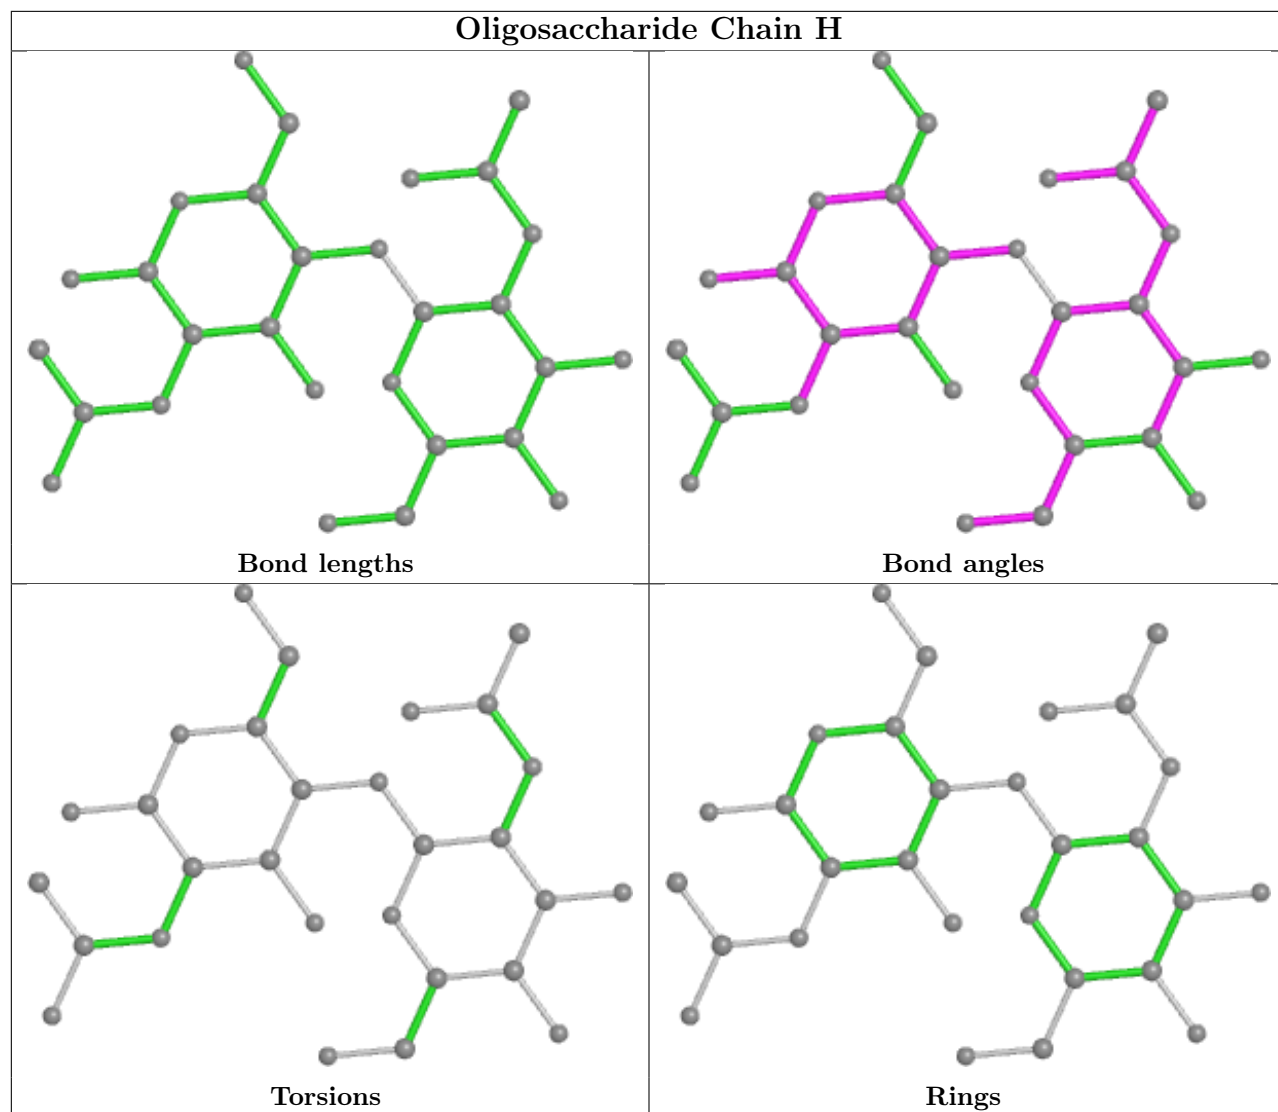 Oligosaccharide Chain H
Bond lengths
Bond angles
Torsions
Rings